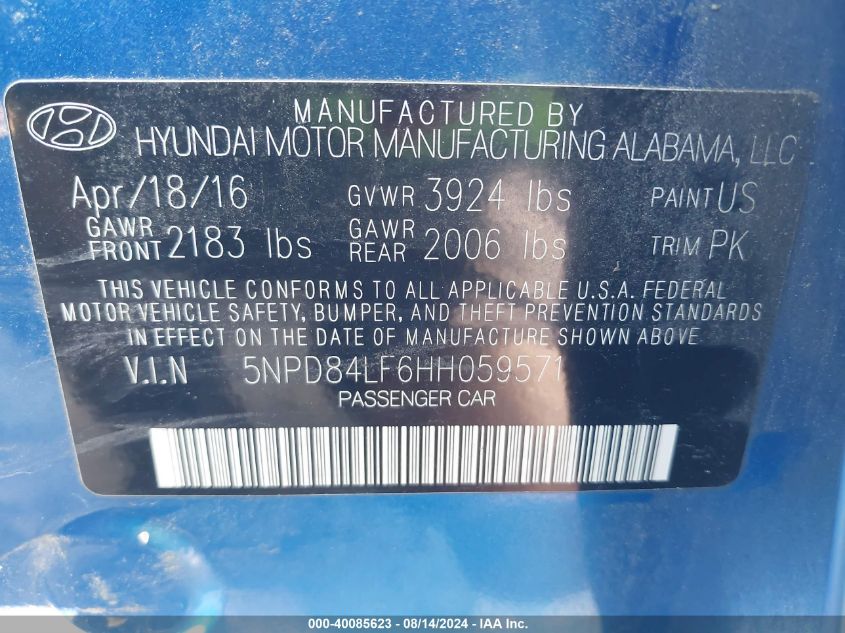 MANUFACTURED BY
HYUNDAI MOTOR MANUFACTURING ALABAMA, LLC
Apr/18/16 GVWR 3924 lbs PAINT US
GAWR FRONT 2183 lbs GAWR REAR 2006 lbs TRIM PK
THIS VEHICLE CONFORMS TO ALL APPLICABLE U.S.A. FEDERAL
MOTOR VEHICLE SAFETY, BUMPER, AND THEFT PREVENTION STANDARDS
IN EFFECT ON THE DATE OF MANUFACTURE SHOWN ABOVE
V.I.N 5NPD84LF6HH059571
PASSENGER CAR
000-40085623 - 08/14/2024 - IAA Inc.